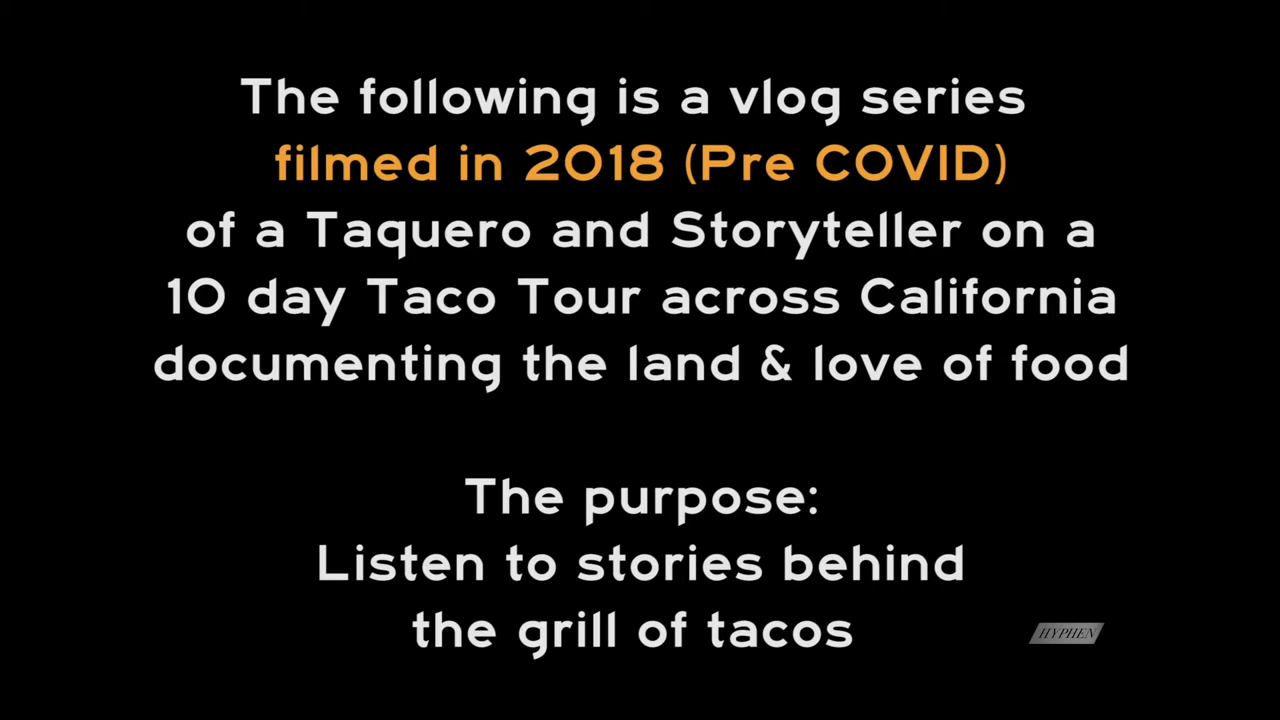 The following is a vlog series
filmed in 2018 (Pre COVID)
of a Taquero and Storyteller on a
10 day Taco Tour across California
documenting the land & love of food
The purpose:
Listen to stories behind
the grill of tacos
HYPHEN